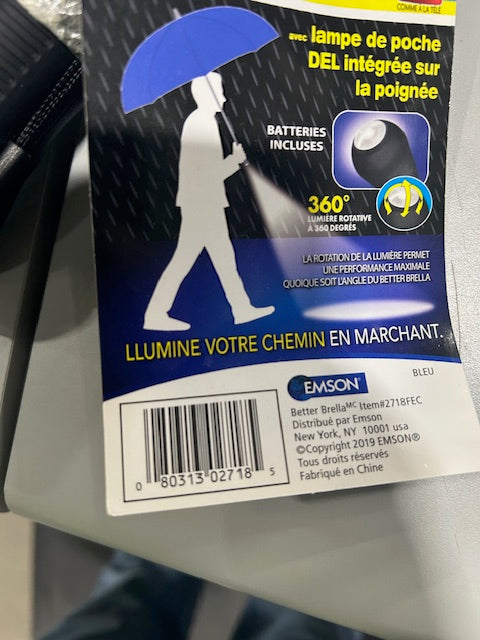 COMME A LA TÉLÉ
avec lampe de poche
DEL intégrée sur
la poignée
BATTERIES
INCLUSES
360°
LUMIÈRE ROTATIVE
À 360 DEGRÉS
LA ROTATION DE LA LUMIÈRE PERMET
UNE PERFORMANCE MAXIMALE
QUOIQUE SOIT L'ANGLE DU BETTER BRELLA
LLUMINE VOTRE CHEMIN EN MARCHANT.
BLEU
EMSON®
Better Brellaᴹᶜ Item#2718FEC
Distribué par Emson
New York, NY 10001 usa
©Copyright 2019 EMSON®
Tous droits réservés
Fabriqué en Chine
0 80313 02718 5